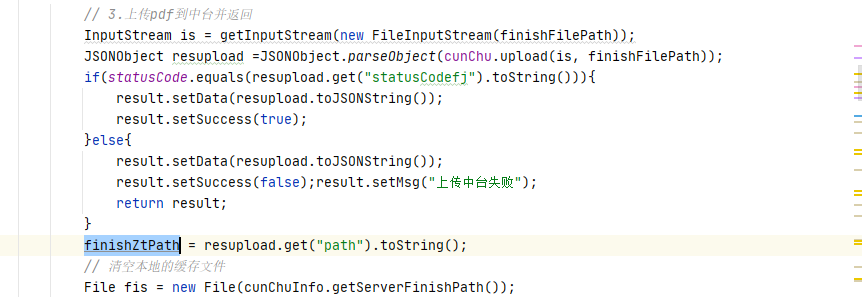 // 3.上传pdf到中台并返回
InputStream is = getInputStream(new FileInputStream(finishFilePath));
JSONObject resupload =JSONObject.parseObject(cunChu.upload(is, finishFilePath));
if(statusCode.equals(resupload.get("statusCodefj").toString())){
    result.setData(resupload.toJSONString());
    result.setSuccess(true);
}else{
    result.setData(resupload.toJSONString());
    result.setSuccess(false);result.setMsg("上传中台失败");
    return result;
}
finishZtPath = resupload.get("path").toString();
// 清空本地的缓存文件
File fis = new File(cunChuInfo.getServerFinishPath());